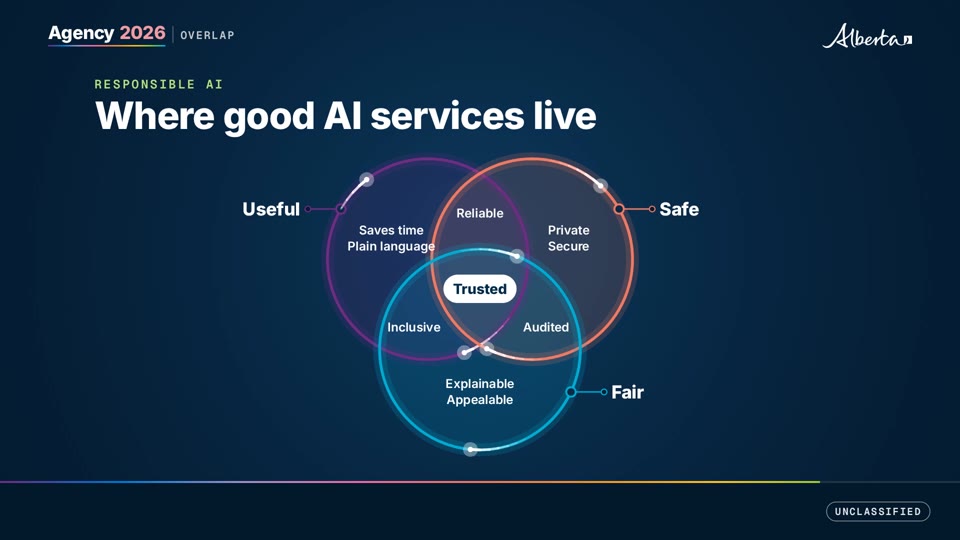 Agency 2026 | OVERLAP
Alberta
RESPONSIBLE AI
Where good AI services live
Useful
Safe
Reliable
Saves time
Plain language
Private
Secure
Trusted
Inclusive
Audited
Explainable
Appealable
Fair
UNCLASSIFIED